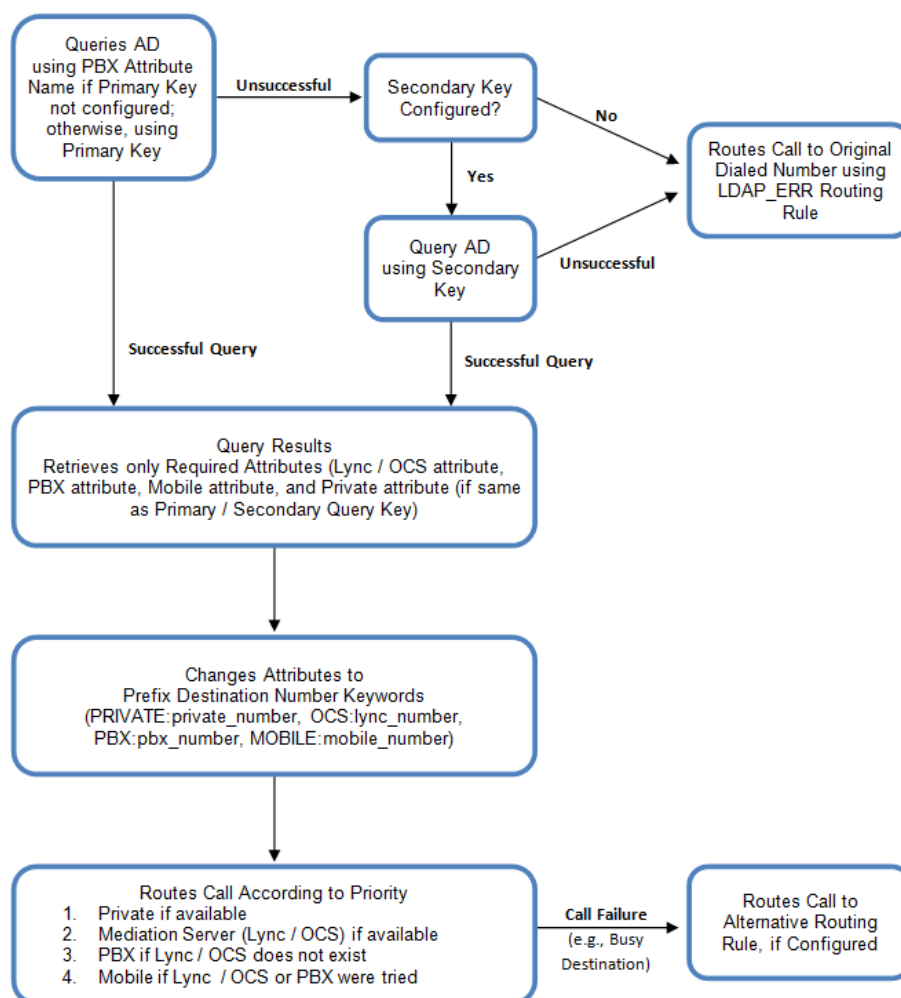 Queries AD
using PBX Attribute
Name if Primary Key
not configured;
otherwise, using
Primary Key
Unsuccessful
Secondary Key
Configured?
No
Routes Call to Original
Dialed Number using
LDAP_ERR Routing
Rule
Yes
Query AD
using Secondary
Key
Unsuccessful
Successful Query
Successful Query
Query Results
Retrieves only Required Attributes (Lync / OCS attribute,
PBX attribute, Mobile attribute, and Private attribute (if same
as Primary / Secondary Query Key)
Changes Attributes to
Prefix Destination Number Keywords
(PRIVATE:private_number, OCS:lync_number,
PBX:pbx_number, MOBILE:mobile_number)
Routes Call According to Priority
1. Private if available
2. Mediation Server (Lync / OCS) if available
3. PBX if Lync / OCS does not exist
4. Mobile if Lync / OCS or PBX were tried
Call Failure
(e.g., Busy
Destination)
Routes Call to
Alternative Routing
Rule, if Configured